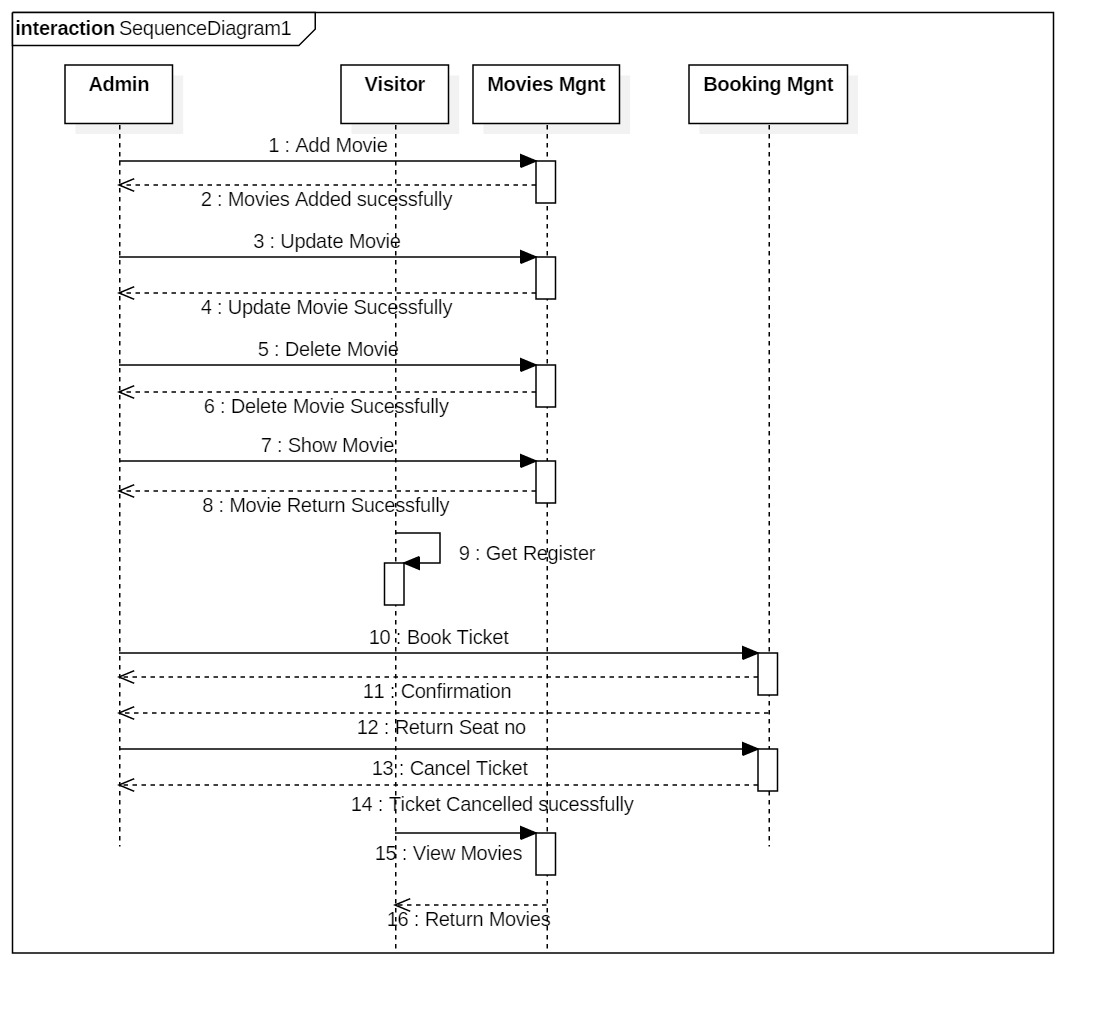 interaction SequenceDiagram1
Admin
Visitor
Movies Mgnt
Booking Mgnt
1 : Add Movie
2 : Movies Added sucessfully
3 : Update Movie
4 : Update Movie Sucessfully
5 : Delete Movie
6 : Delete Movie Sucessfully
7 : Show Movie
8 : Movie Return Sucessfully
9 : Get Register
10 : Book Ticket
11 : Confirmation
12 : Return Seat no
13 : Cancel Ticket
14 : Ticket Cancelled sucessfully
15 : View Movies
16 : Return Movies